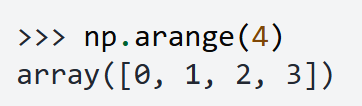 >>> np.arange(4)
array([0, 1, 2, 3])